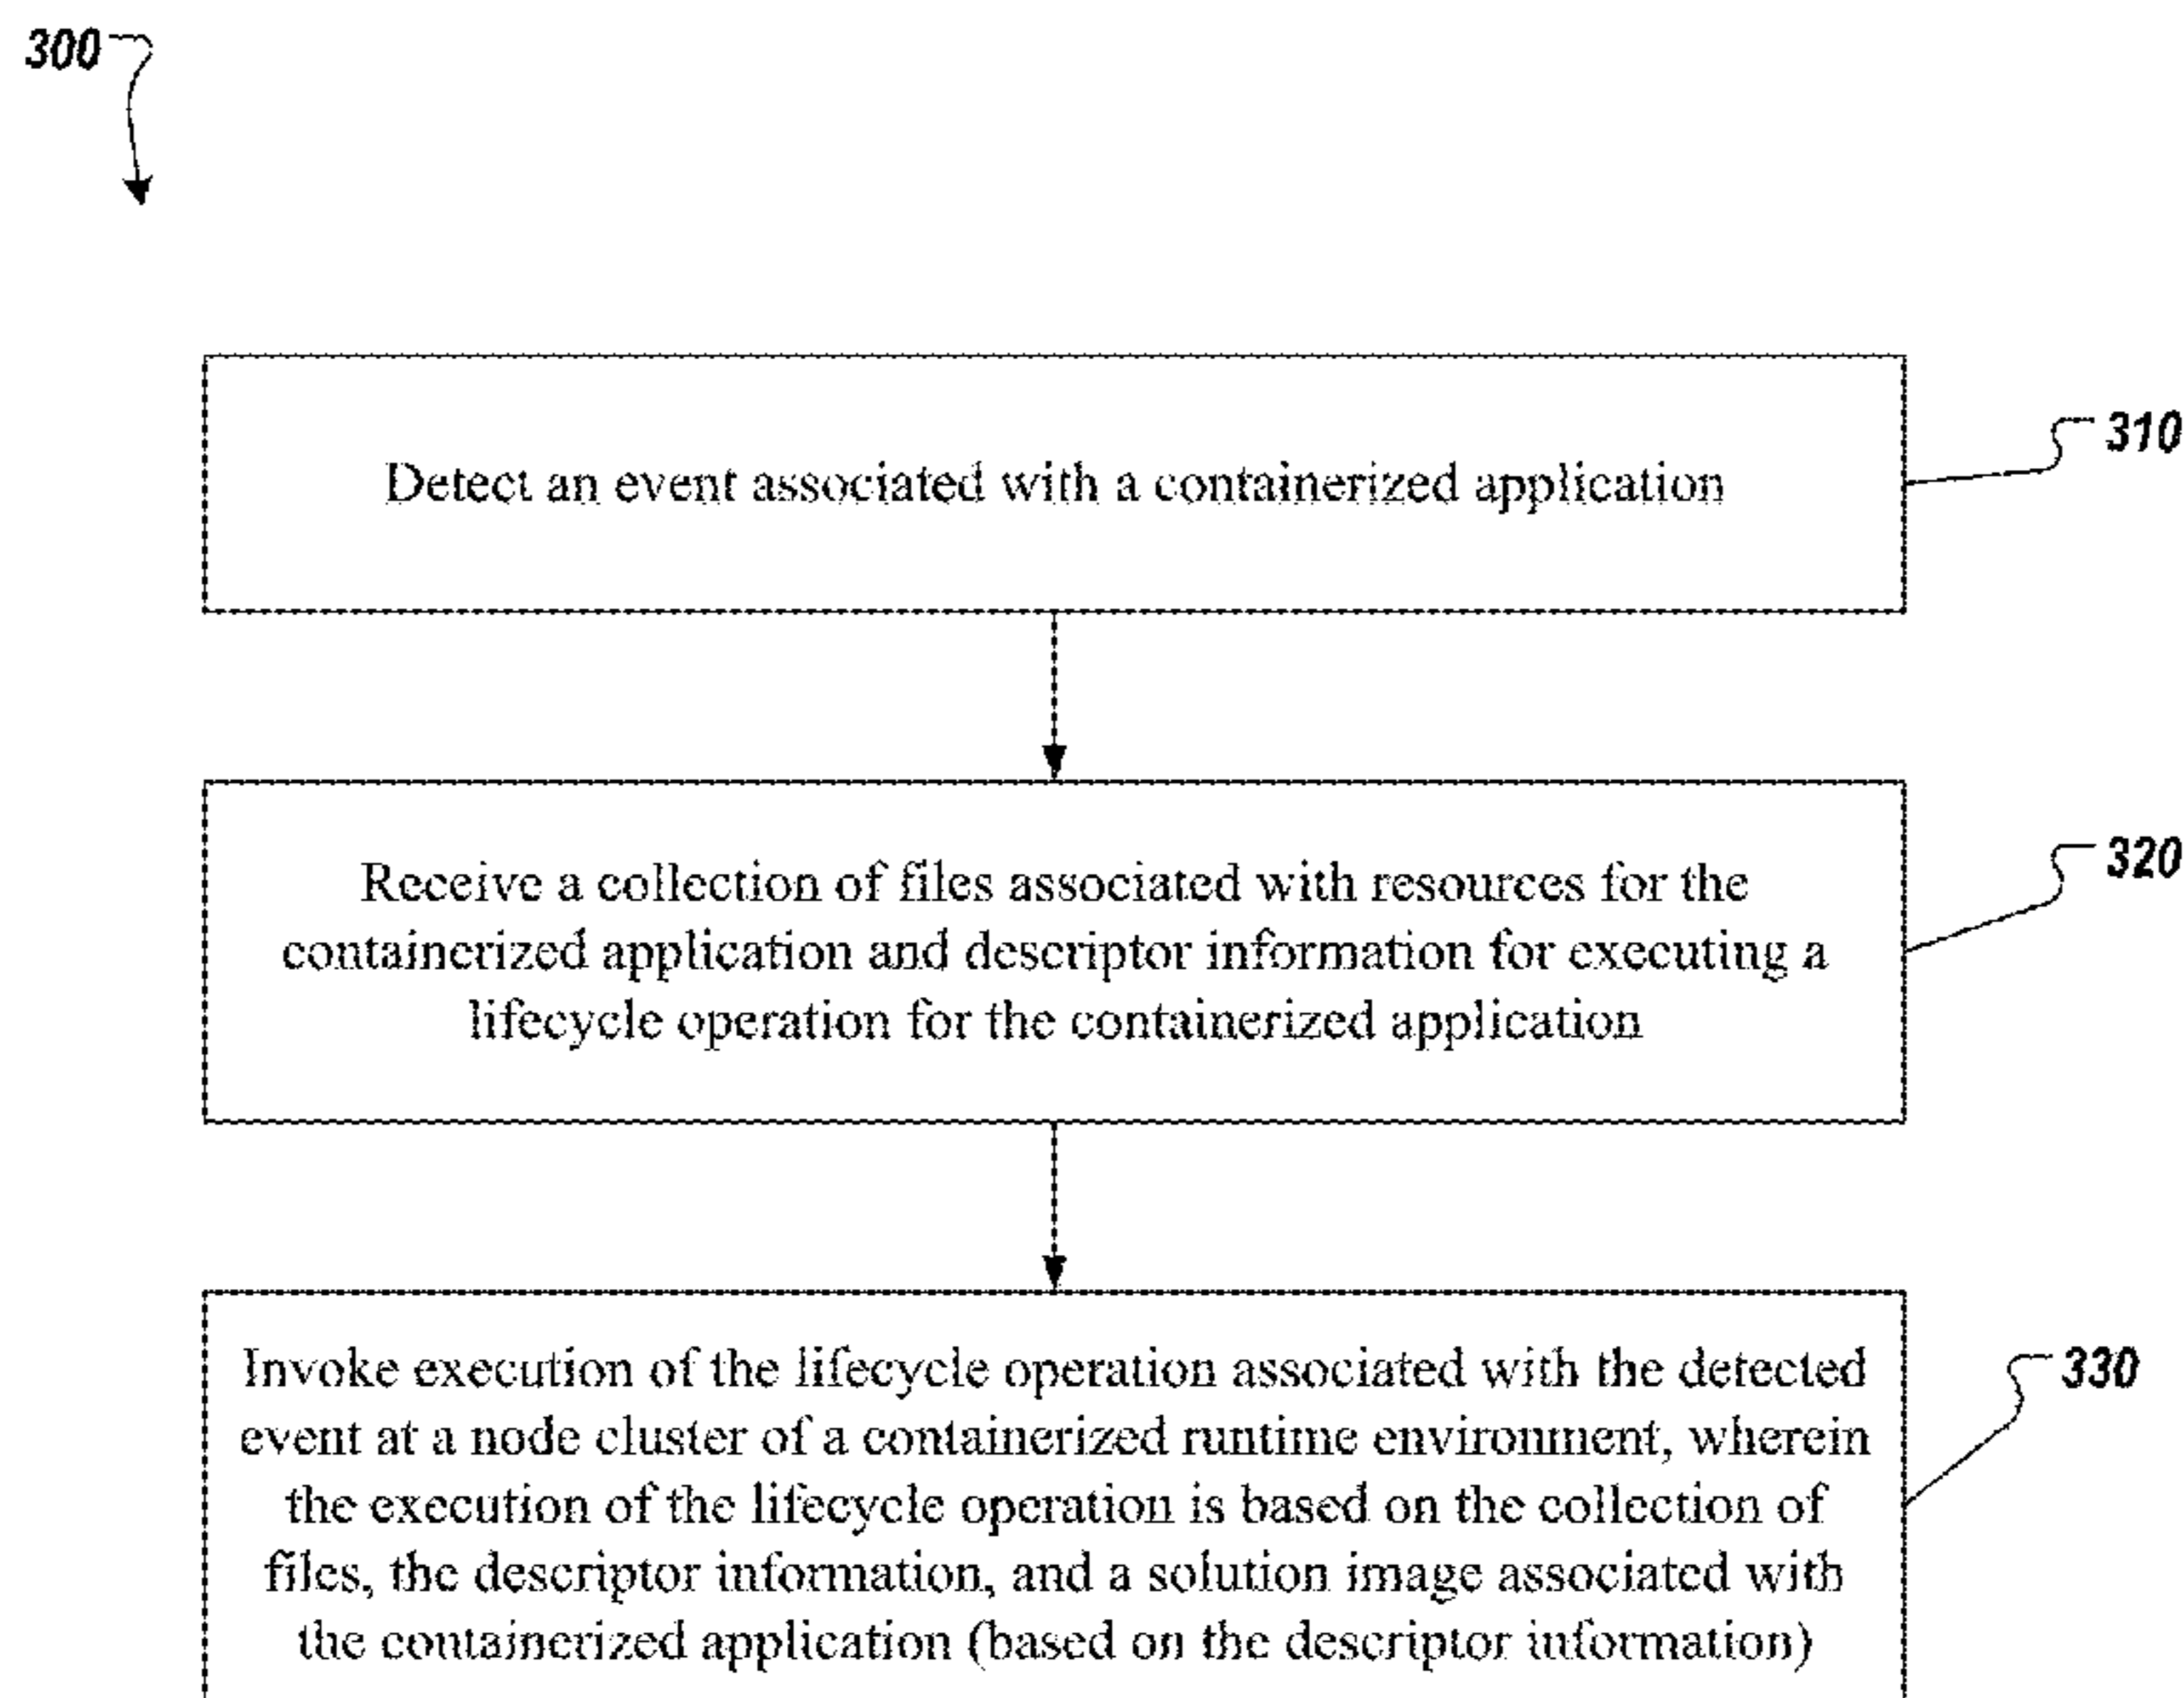 300
Detect an event associated with a containerized application
310
Receive a collection of files associated with resources for the
containerized application and descriptor information for executing a
lifecycle operation for the containerized application
320
Invoke execution of the lifecycle operation associated with the detected
event at a node cluster of a containerized runtime environment, wherein
the execution of the lifecycle operation is based on the collection of
files, the descriptor information, and a solution image associated with
the containerized application (based on the descriptor information)
330